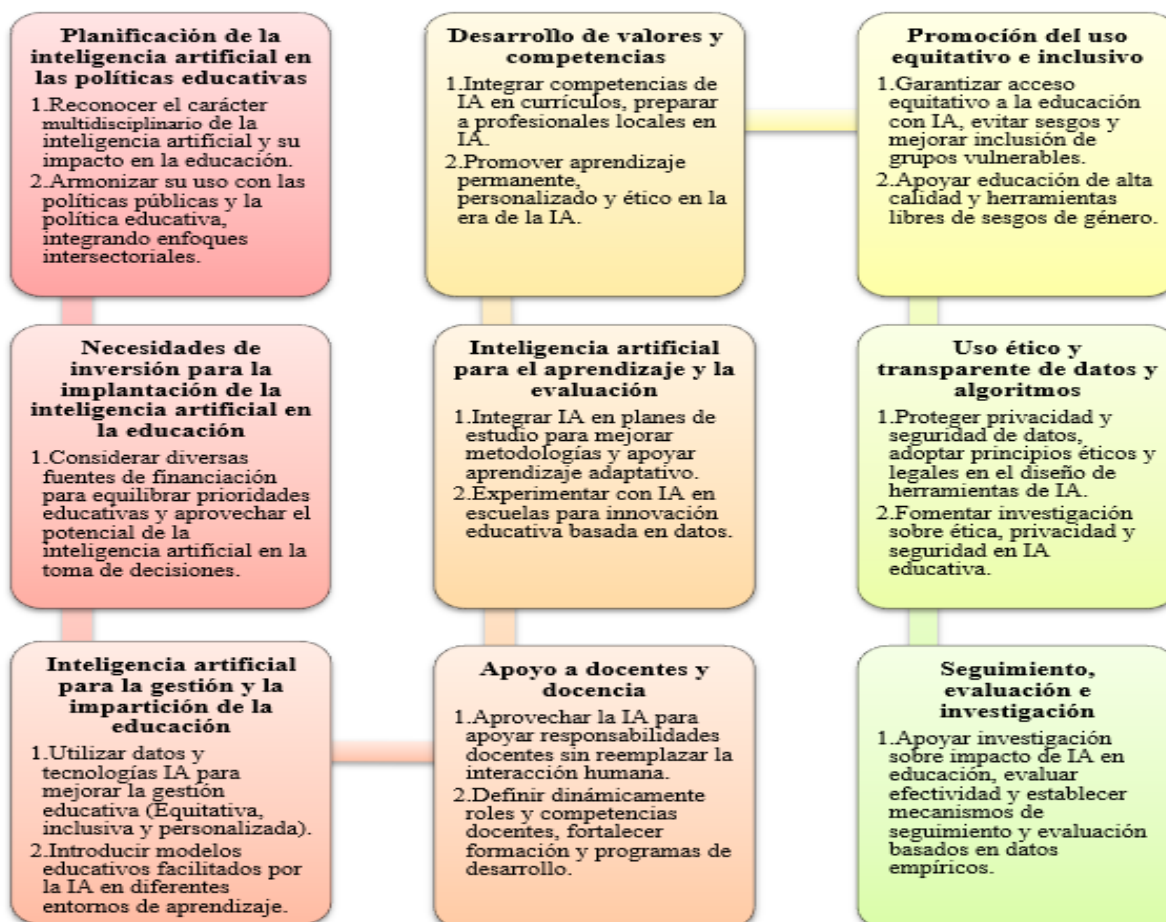 Planificación de la
inteligencia artificial en
las políticas educativas
1.Reconocer el carácter
multidisciplinario de la
inteligencia artificial y su
impacto en la educación.
2.Armonizar su uso con las
políticas públicas y la
política educativa,
integrando enfoques
intersectoriales.
Necesidades de
inversión para la
implantación de la
inteligencia artificial en
la educación
1.Considerar diversas
fuentes de financiación
para equilibrar prioridades
educativas y aprovechar el
potencial de la
inteligencia artificial en la
toma de decisiones.
Inteligencia artificial
para la gestión y la
impartición de la
educación
1.Utilizar datos y
tecnologías IA para
mejorar la gestión
educativa (Equitativa,
inclusiva y personalizada).
2.Introducir modelos
educativos facilitados por
la IA en diferentes
entornos de aprendizaje.
Apoyo a docentes y
docencia
1.Aprovechar la IA para
apoyar responsabilidades
docentes sin reemplazar la
interacción humana.
2.Definir dinámicamente
roles y competencias
docentes, fortalecer
formación y programas de
desarrollo.
Inteligencia artificial
para el aprendizaje y la
evaluación
1.Integrar IA en planes de
estudio para mejorar
metodologías y apoyar
aprendizaje adaptativo.
2.Experimentar con IA en
escuelas para innovación
educativa basada en datos.
Desarrollo de valores y
competencias
1.Integrar competencias de
IA en currículos, preparar
a profesionales locales en
IA.
2.Promover aprendizaje
permanente,
personalizado y ético en la
era de la IA.
Promoción del uso
equitativo e inclusivo
1.Garantizar acceso
equitativo a la educación
con IA, evitar sesgos y
mejorar inclusión de
grupos vulnerables.
2.Apoyar educación de alta
calidad y herramientas
libres de sesgos de género.
Uso ético y
transparente de datos y
algoritmos
1.Proteger privacidad y
seguridad de datos,
adoptar principios éticos y
legales en el diseño de
herramientas de IA.
2.Fomentar investigación
sobre ética, privacidad y
seguridad en IA
educativa.
Seguimiento,
evaluación e
investigación
1.Apoyar investigación
sobre impacto de IA en
educación, evaluar
efectividad y establecer
mecanismos de
seguimiento y evaluación
basados en datos
empíricos.